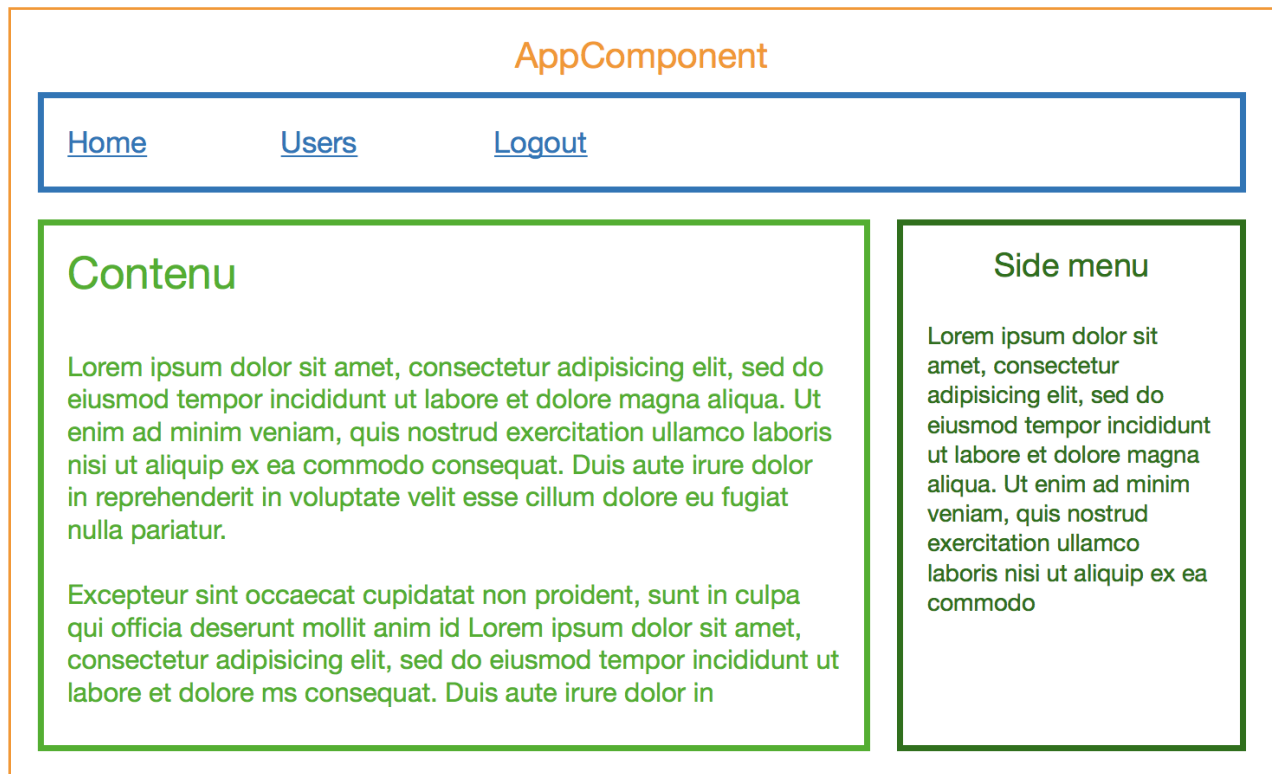 AppComponent
Home Users Logout
Contenu
Lorem ipsum dolor sit amet, consectetur adipisicing elit, sed do
eiusmod tempor incididunt ut labore et dolore magna aliqua. Ut
enim ad minim veniam, quis nostrud exercitation ullamco laboris
nisi ut aliquip ex ea commodo consequat. Duis aute irure dolor
in reprehenderit in voluptate velit esse cillum dolore eu fugiat
nulla pariatur.
Excepteur sint occaecat cupidatat non proident, sunt in culpa
qui officia deserunt mollit anim id Lorem ipsum dolor sit amet,
consectetur adipisicing elit, sed do eiusmod tempor incididunt ut
labore et dolore ms consequat. Duis aute irure dolor in
Side menu
Lorem ipsum dolor sit
amet, consectetur
adipisicing elit, sed do
eiusmod tempor incididunt
ut labore et dolore magna
aliqua. Ut enim ad minim
veniam, quis nostrud
exercitation ullamco
laboris nisi ut aliquip ex ea
commodo